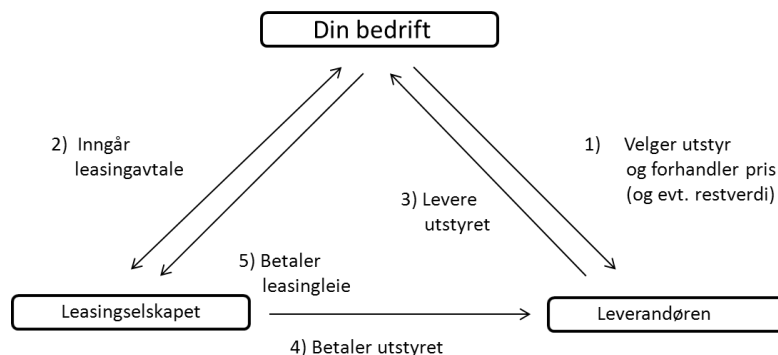 Din bedrift
2) Inngår
leasingavtale
1) Velger utstyr
og forhandler pris
(og evt. restverdi)
3) Levere
utstyret
5) Betaler
leasingleie
Leasingselskapet
Leverandøren
4) Betaler utstyret